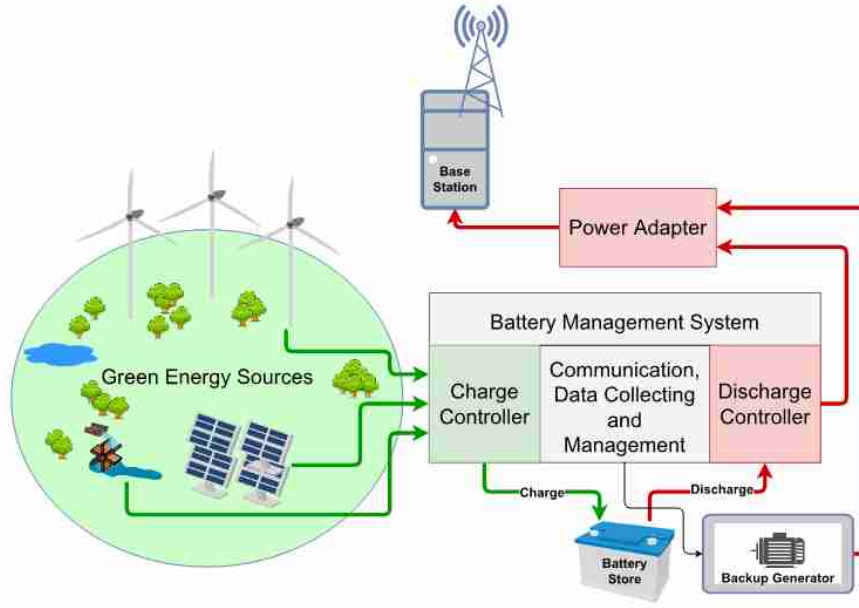 Base
Station
Power Adapter
Battery Management System
Green Energy Sources
Charge
Controller
Communication,
Data Collecting
and
Management
Discharge
Controller
Charge
Discharge
Battery
Store
Backup Generator